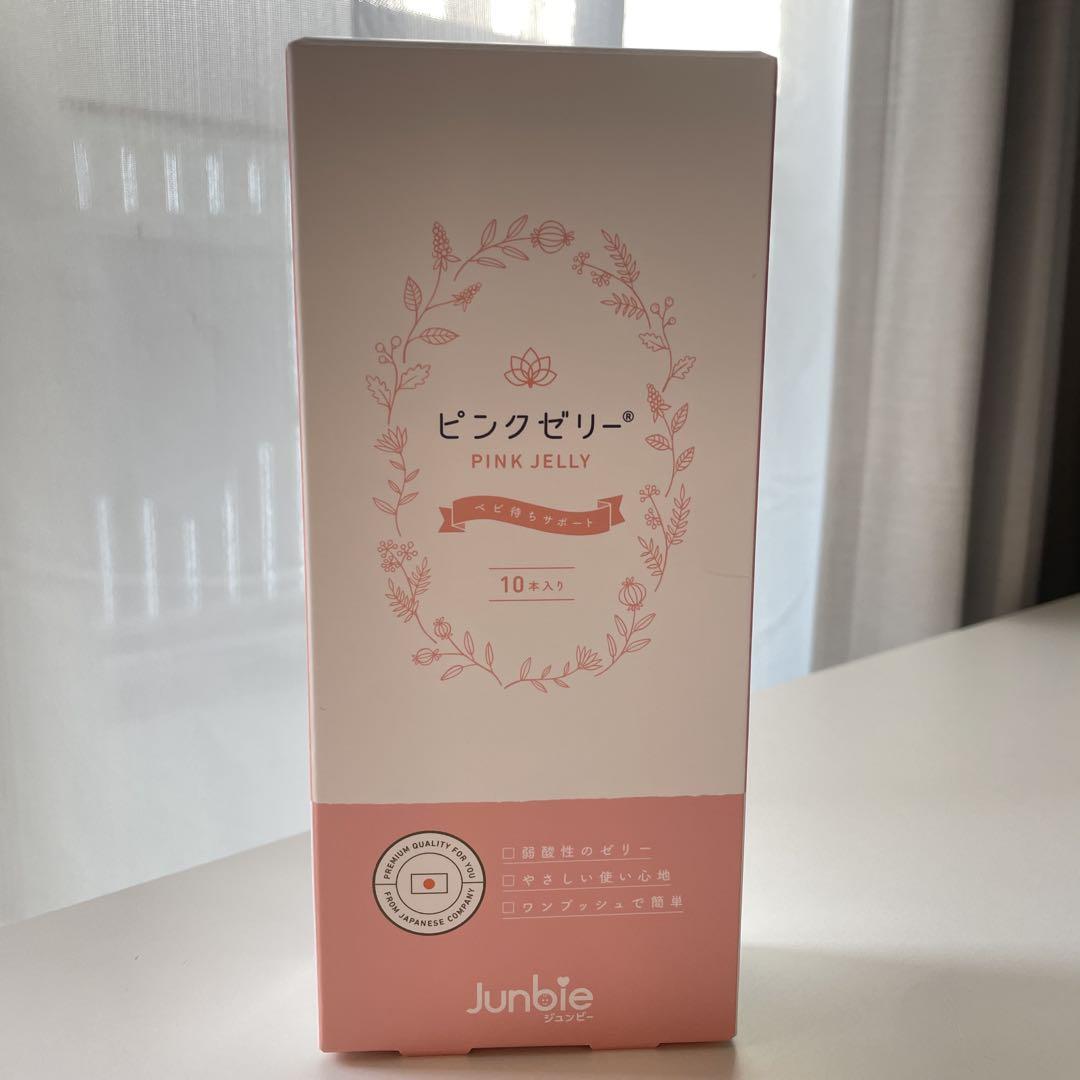 ピンクゼリー®
PINK JELLY
ベビ待ちサポート
10本入り
PREMIUM QUALITY FOR YOU
FROM JAPANESE COMPANY
□ 弱酸性のゼリー
□ やさしい使い心地
□ ワンプッシュで簡単
Junbie
ジュンビー